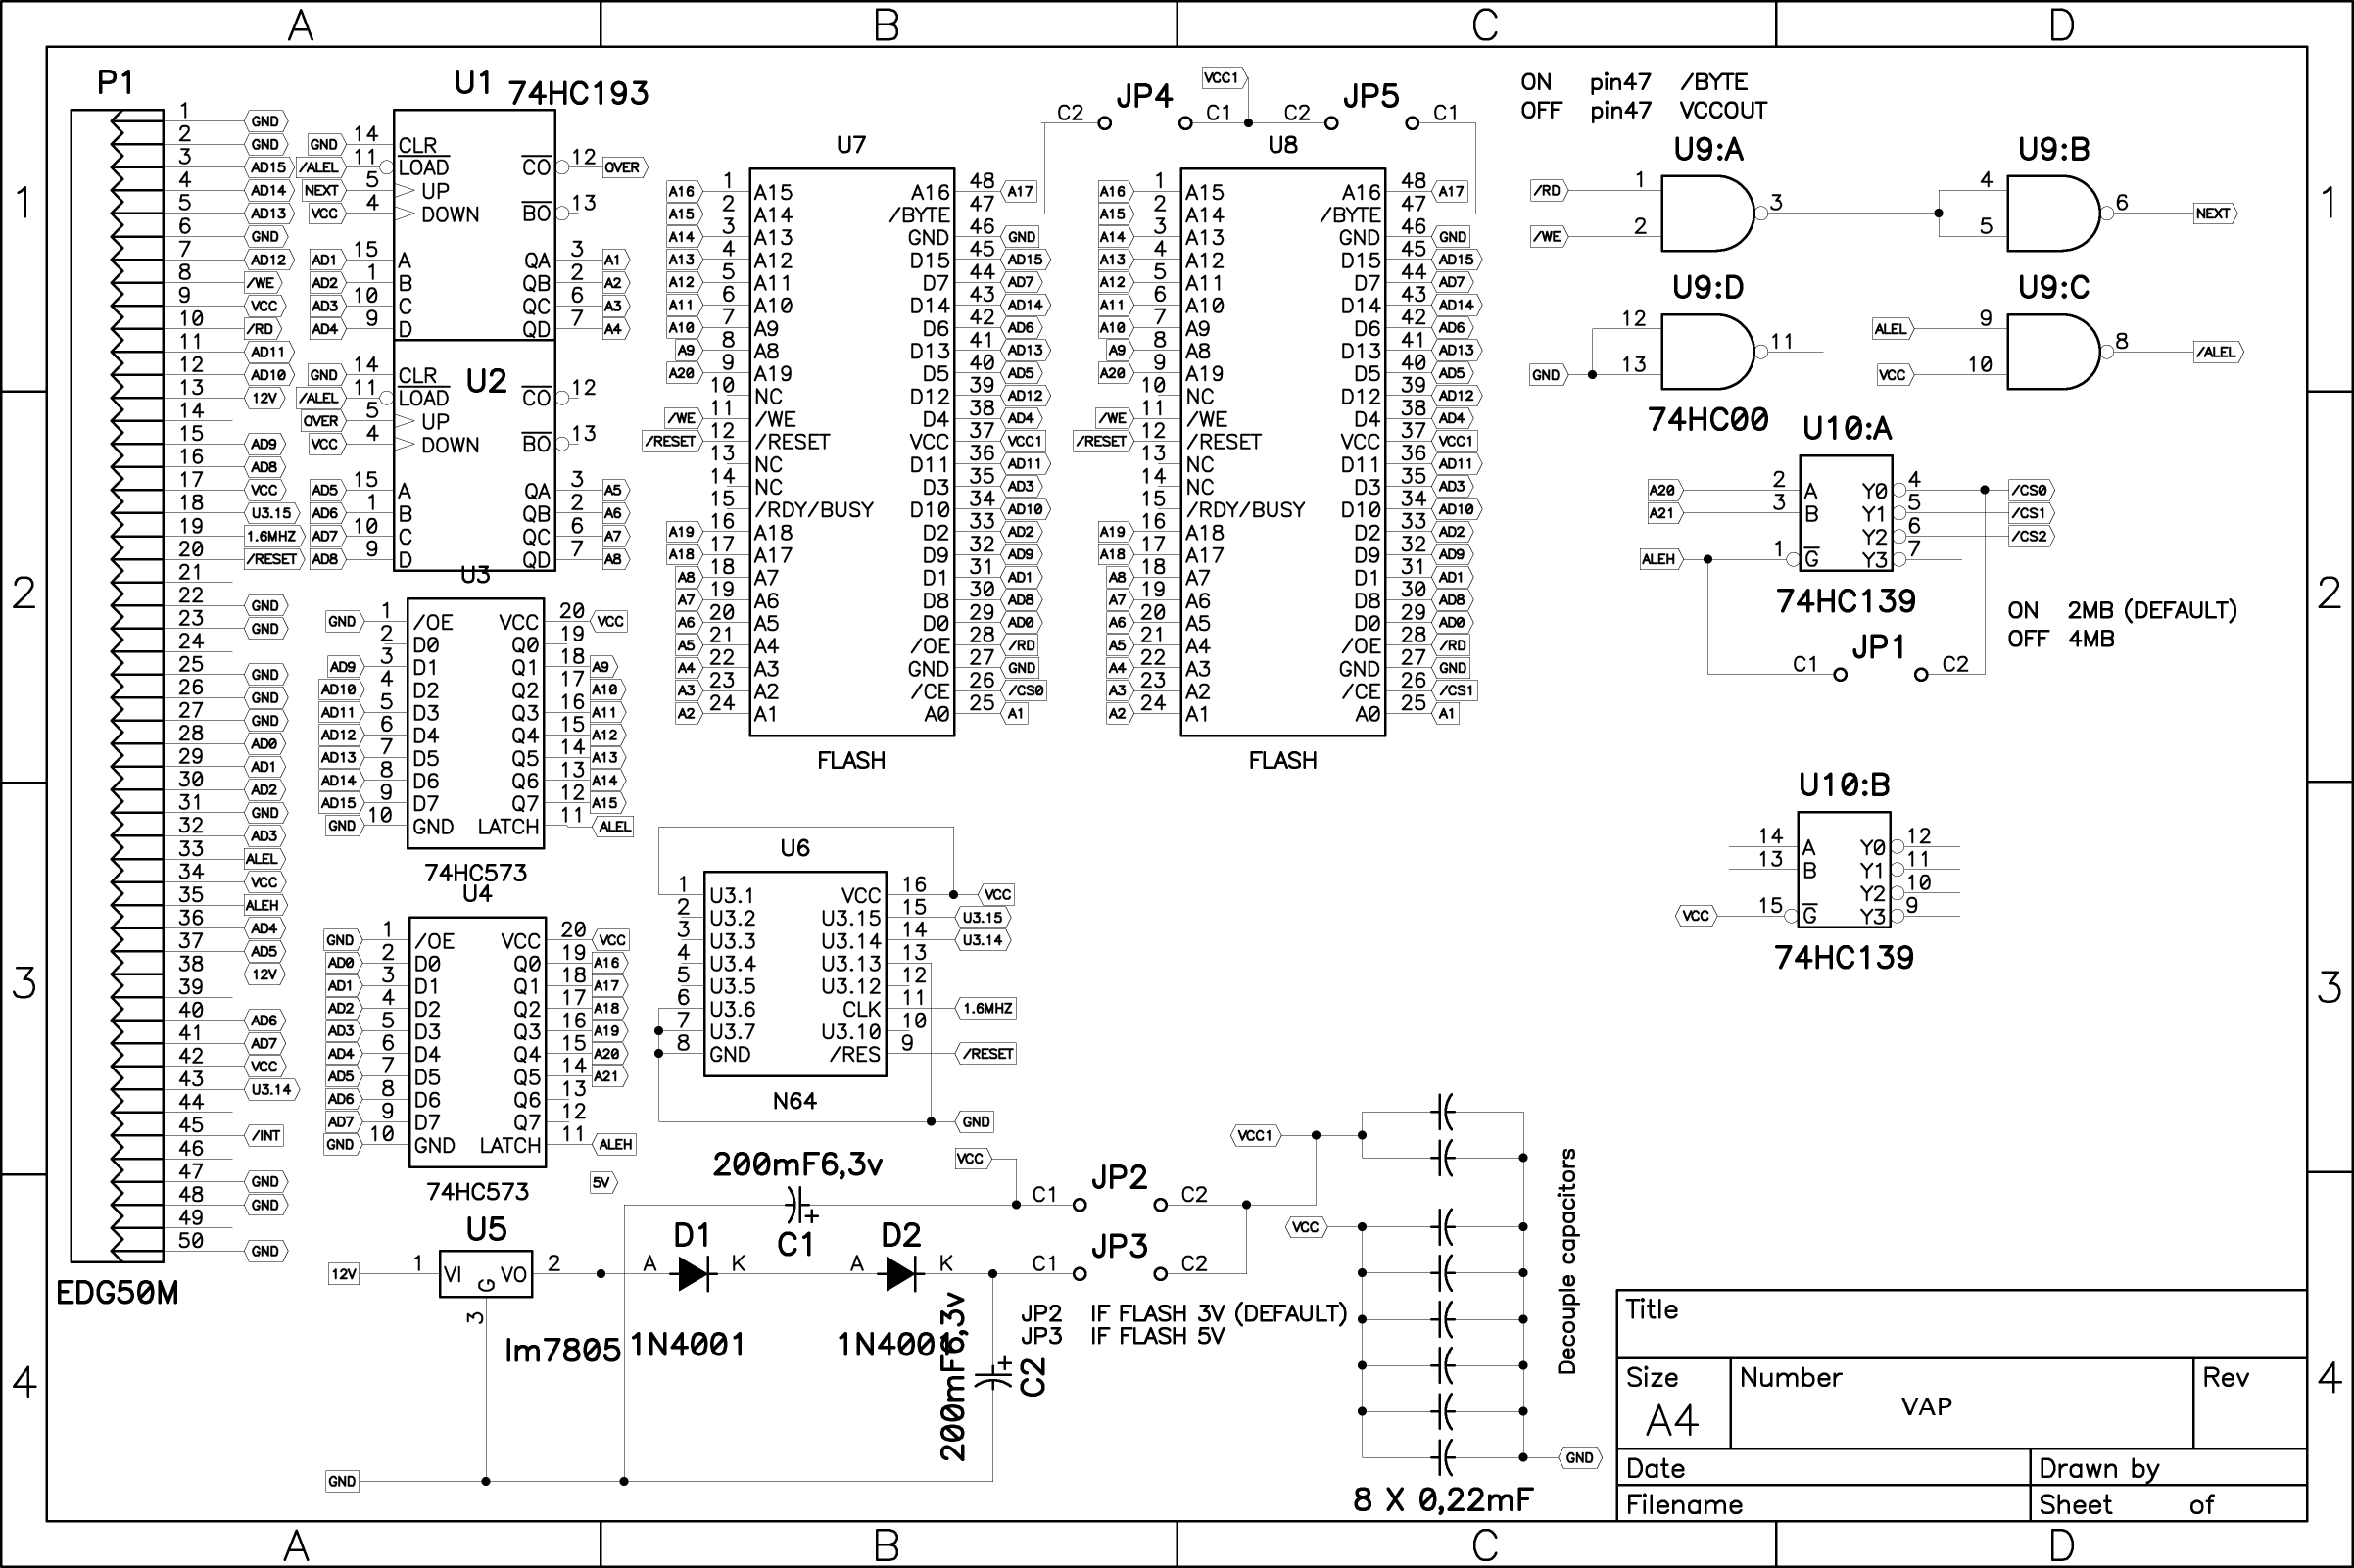 A B C D
1 2 3 4
P1
1 GND
2 GND
3 AD15
4 AD14
5 AD13
6 GND
7 AD12
8 /WE
9 VCC
10 /RD
11 AD11
12 AD10
13 12V
14
15 AD9
16 AD8
17 VCC
18 U3.15
19 1.6MHZ
20 /RESET
21
22 GND
23 GND
24
25 GND
26 GND
27 GND
28 AD0
29 AD1
30 AD2
31 GND
32 AD3
33 ALEL
34 VCC
35 ALEH
36 AD4
37 AD5
38 12V
39
40 AD6
41 AD7
42 VCC
43 U3.14
44
45 /INT
46
47 GND
48 GND
49
50 GND
EDG50M
U1 74HC193
GND 14 CLR
/ALEL 11 LOAD CO 12 OVER
NEXT 5 UP
VCC 4 DOWN BO 13
AD1 15 A QA 3 A1
AD2 1 B QB 2 A2
AD3 10 C QC 6 A3
AD4 9 D QD 7 A4
U2
GND 14 CLR
/ALEL 11 LOAD CO 12
OVER 5 UP
VCC 4 DOWN BO 13
AD5 15 A QA 3 A5
AD6 1 B QB 2 A6
AD7 10 C QC 6 A7
AD8 9 D QD 7 A8
U3
GND 1 /OE VCC 20 VCC
2 D0 Q0 19
AD9 3 D1 Q1 18 A9
AD10 4 D2 Q2 17 A10
AD11 5 D3 Q3 16 A11
AD12 6 D4 Q4 15 A12
AD13 7 D5 Q5 14 A13
AD14 8 D6 Q6 13 A14
AD15 9 D7 Q7 12 A15
GND 10 GND LATCH 11 ALEL
74HC573
U4
GND 1 /OE VCC 20 VCC
AD0 2 D0 Q0 19 A16
AD1 3 D1 Q1 18 A17
AD2 4 D2 Q2 17 A18
AD3 5 D3 Q3 16 A19
AD4 6 D4 Q4 15 A20
AD5 7 D5 Q5 14 A21
AD6 8 D6 Q6 13
AD7 9 D7 Q7 12
GND 10 GND LATCH 11 ALEH
74HC573
U7
A16 1 A15 A16 48 A17
A15 2 A14 /BYTE 47
A14 3 A13 GND 46 GND
A13 4 A12 D15 45 AD15
A12 5 A11 D7 44 AD7
A11 6 A10 D14 43 AD14
A10 7 A9 D6 42 AD6
A9 8 A8 D13 41 AD13
A20 9 A19 D5 40 AD5
10 NC D12 39 AD12
/WE 11 /WE D4 38 AD4
/RESET 12 /RESET VCC 37 VCC1
13 NC D11 36 AD11
14 NC D3 35 AD3
15 /RDY/BUSY D10 34 AD10
A19 16 A18 D2 33 AD2
A18 17 A17 D9 32 AD9
A8 18 A7 D1 31 AD1
A7 19 A6 D8 30 AD8
A6 20 A5 D0 29 AD0
A5 21 A4 /OE 28 /RD
A4 22 A3 GND 27 GND
A3 23 A2 /CE 26 /CS0
A2 24 A1 A0 25 A1
FLASH
C2 JP4 C1 VCC1 C2 JP5 C1
U8
A16 1 A15 A16 48 A17
A15 2 A14 /BYTE 47
A14 3 A13 GND 46 GND
A13 4 A12 D15 45 AD15
A12 5 A11 D7 44 AD7
A11 6 A10 D14 43 AD14
A10 7 A9 D6 42 AD6
A9 8 A8 D13 41 AD13
A20 9 A19 D5 40 AD5
10 NC D12 39 AD12
/WE 11 /WE D4 38 AD4
/RESET 12 /RESET VCC 37 VCC1
13 NC D11 36 AD11
14 NC D3 35 AD3
15 /RDY/BUSY D10 34 AD10
A19 16 A18 D2 33 AD2
A18 17 A17 D9 32 AD9
A8 18 A7 D1 31 AD1
A7 19 A6 D8 30 AD8
A6 20 A5 D0 29 AD0
A5 21 A4 /OE 28 /RD
A4 22 A3 GND 27 GND
A3 23 A2 /CE 26 /CS1
A2 24 A1 A0 25 A1
FLASH
ON pin47 /BYTE
OFF pin47 VCCOUT
U9:A U9:B
/RD 1 3 4 6 NEXT
/WE 2 5
U9:D U9:C
12 11 ALEL 9 8 /ALEL
GND 13 VCC 10
74HC00
U10:A
A20 2 A Y0 4 /CS0
A21 3 B Y1 5 /CS1
Y2 6 /CS2
ALEH 1 G Y3 7
74HC139
ON 2MB (DEFAULT)
OFF 4MB
C1 JP1 C2
U10:B
14 A Y0 12
13 B Y1 11
Y2 10
VCC 15 G Y3 9
74HC139
U6
1 U3.1 VCC 16 VCC
2 U3.2 U3.15 15 U3.15
3 U3.3 U3.14 14 U3.14
4 U3.4 U3.13 13
5 U3.5 U3.12 12
6 U3.6 CLK 11 1.6MHZ
7 U3.7 U3.10 10
8 GND /RES 9 /RESET
N64 GND
200mF6,3v VCC
C1
C1 JP2 C2
5V
U5
12V 1 VI G VO 2
3
lm7805
A D1 K
1N4001
A D2 K
1N4001
C1 JP3 C2
JP2 IF FLASH 3V (DEFAULT)
JP3 IF FLASH 5V
200mF6,3v
C2
GND
VCC1
VCC
Decouple capacitors
GND
8 X 0,22mF
Title
Size A4
Number VAP
Rev
Date
Drawn by
Filename
Sheet of
A B C D
1 2 3 4